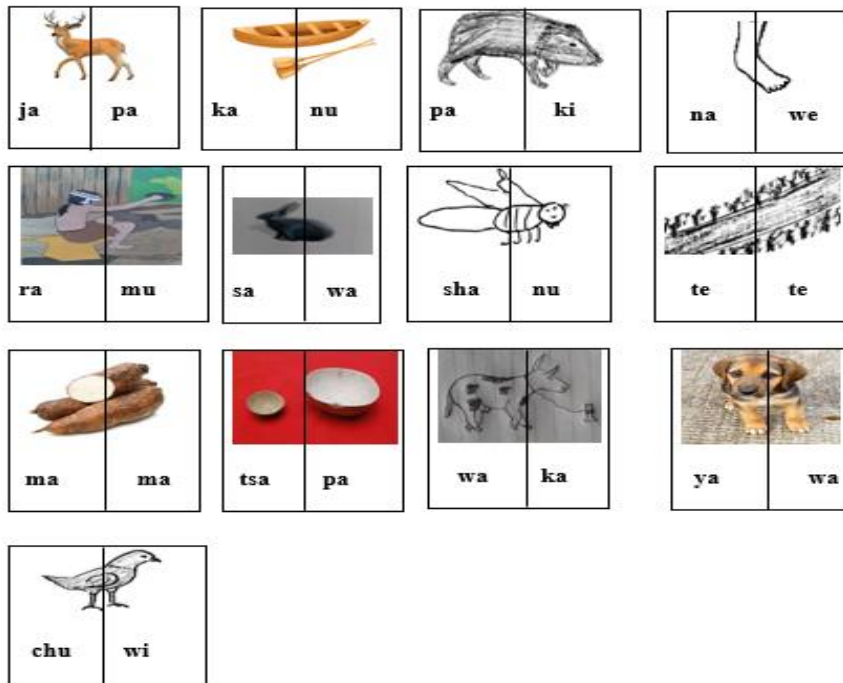 ja pa ka nu pa ki na we
ra mu sa wa sha nu te te
ma ma tsa pa wa ka ya wa
chu wi